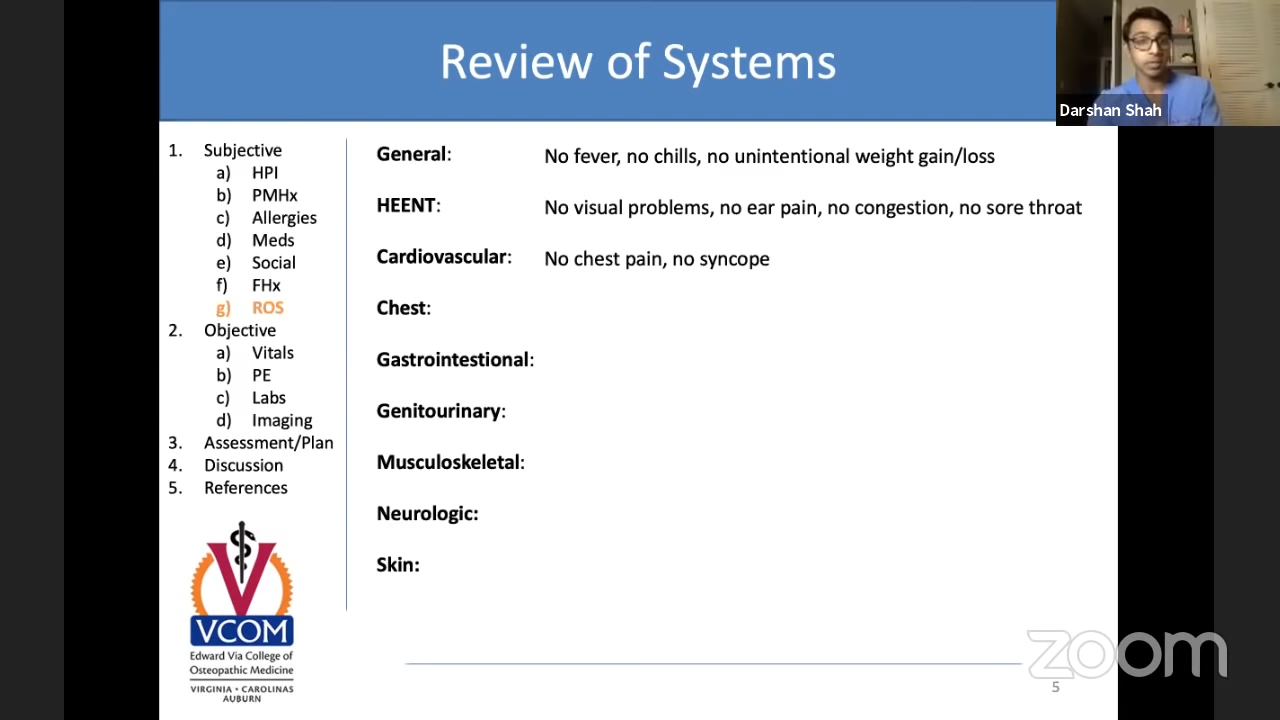 Review of Systems
Darshan Shah
1. Subjective
a) HPI
b) PMHx
c) Allergies
d) Meds
e) Social
f) FHx
g) ROS
2. Objective
a) Vitals
b) PE
c) Labs
d) Imaging
3. Assessment/Plan
4. Discussion
5. References
General: No fever, no chills, no unintentional weight gain/loss
HEENT: No visual problems, no ear pain, no congestion, no sore throat
Cardiovascular: No chest pain, no syncope
Chest:
Gastrointestional:
Genitourinary:
Musculoskeletal:
Neurologic:
Skin:
V
VCOM
Edward Via College of
Osteopathic Medicine
VIRGINIA • CAROLINAS
AUBURN
zoom
5